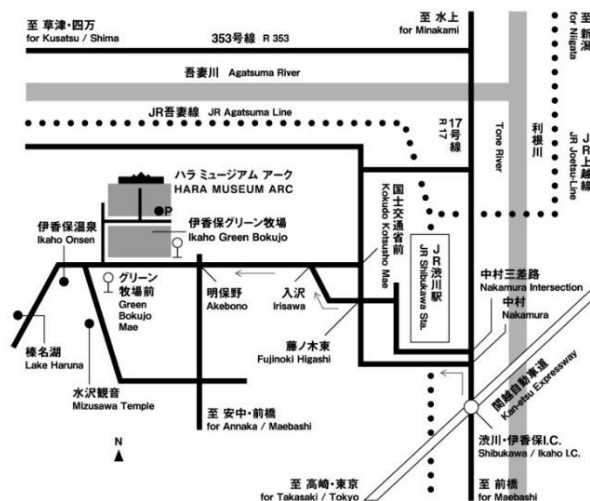 至 草津・四万
for Kusatsu / Shima
353号線 R 353
至 水上
for Minakami
至 新潟
for Niigata
吾妻川 Agatsuma River
JR吾妻線 JR Agatsuma Line
17号線
R 17
Tone River
利根川
JR上越線
JR Joetsu-Line
ハラ ミュージアム アーク
HARA MUSEUM ARC
P
伊香保温泉
Ikaho Onsen
伊香保グリーン牧場
Ikaho Green Bokujo
国土交通省前
Kokudo Kotsusho Mae
JR渋川駅
JR Shibukawa Sta.
グリーン
牧場前
Green
Bokujo
Mae
明保野
Akebono
入沢
Irisawa
中村三差路
Nakamura Intersection
中村
Nakamura
榛名湖
Lake Haruna
藤ノ木東
Fujinoki Higashi
水沢観音
Mizusawa Temple
関越自動車道
Kan-etsu Expressway
至 安中・前橋
for Annaka / Maebashi
N
渋川・伊香保I.C.
Shibukawa / Ikaho I.C.
至 高崎・東京
for Takasaki / Tokyo
至 前橋
for Maebashi